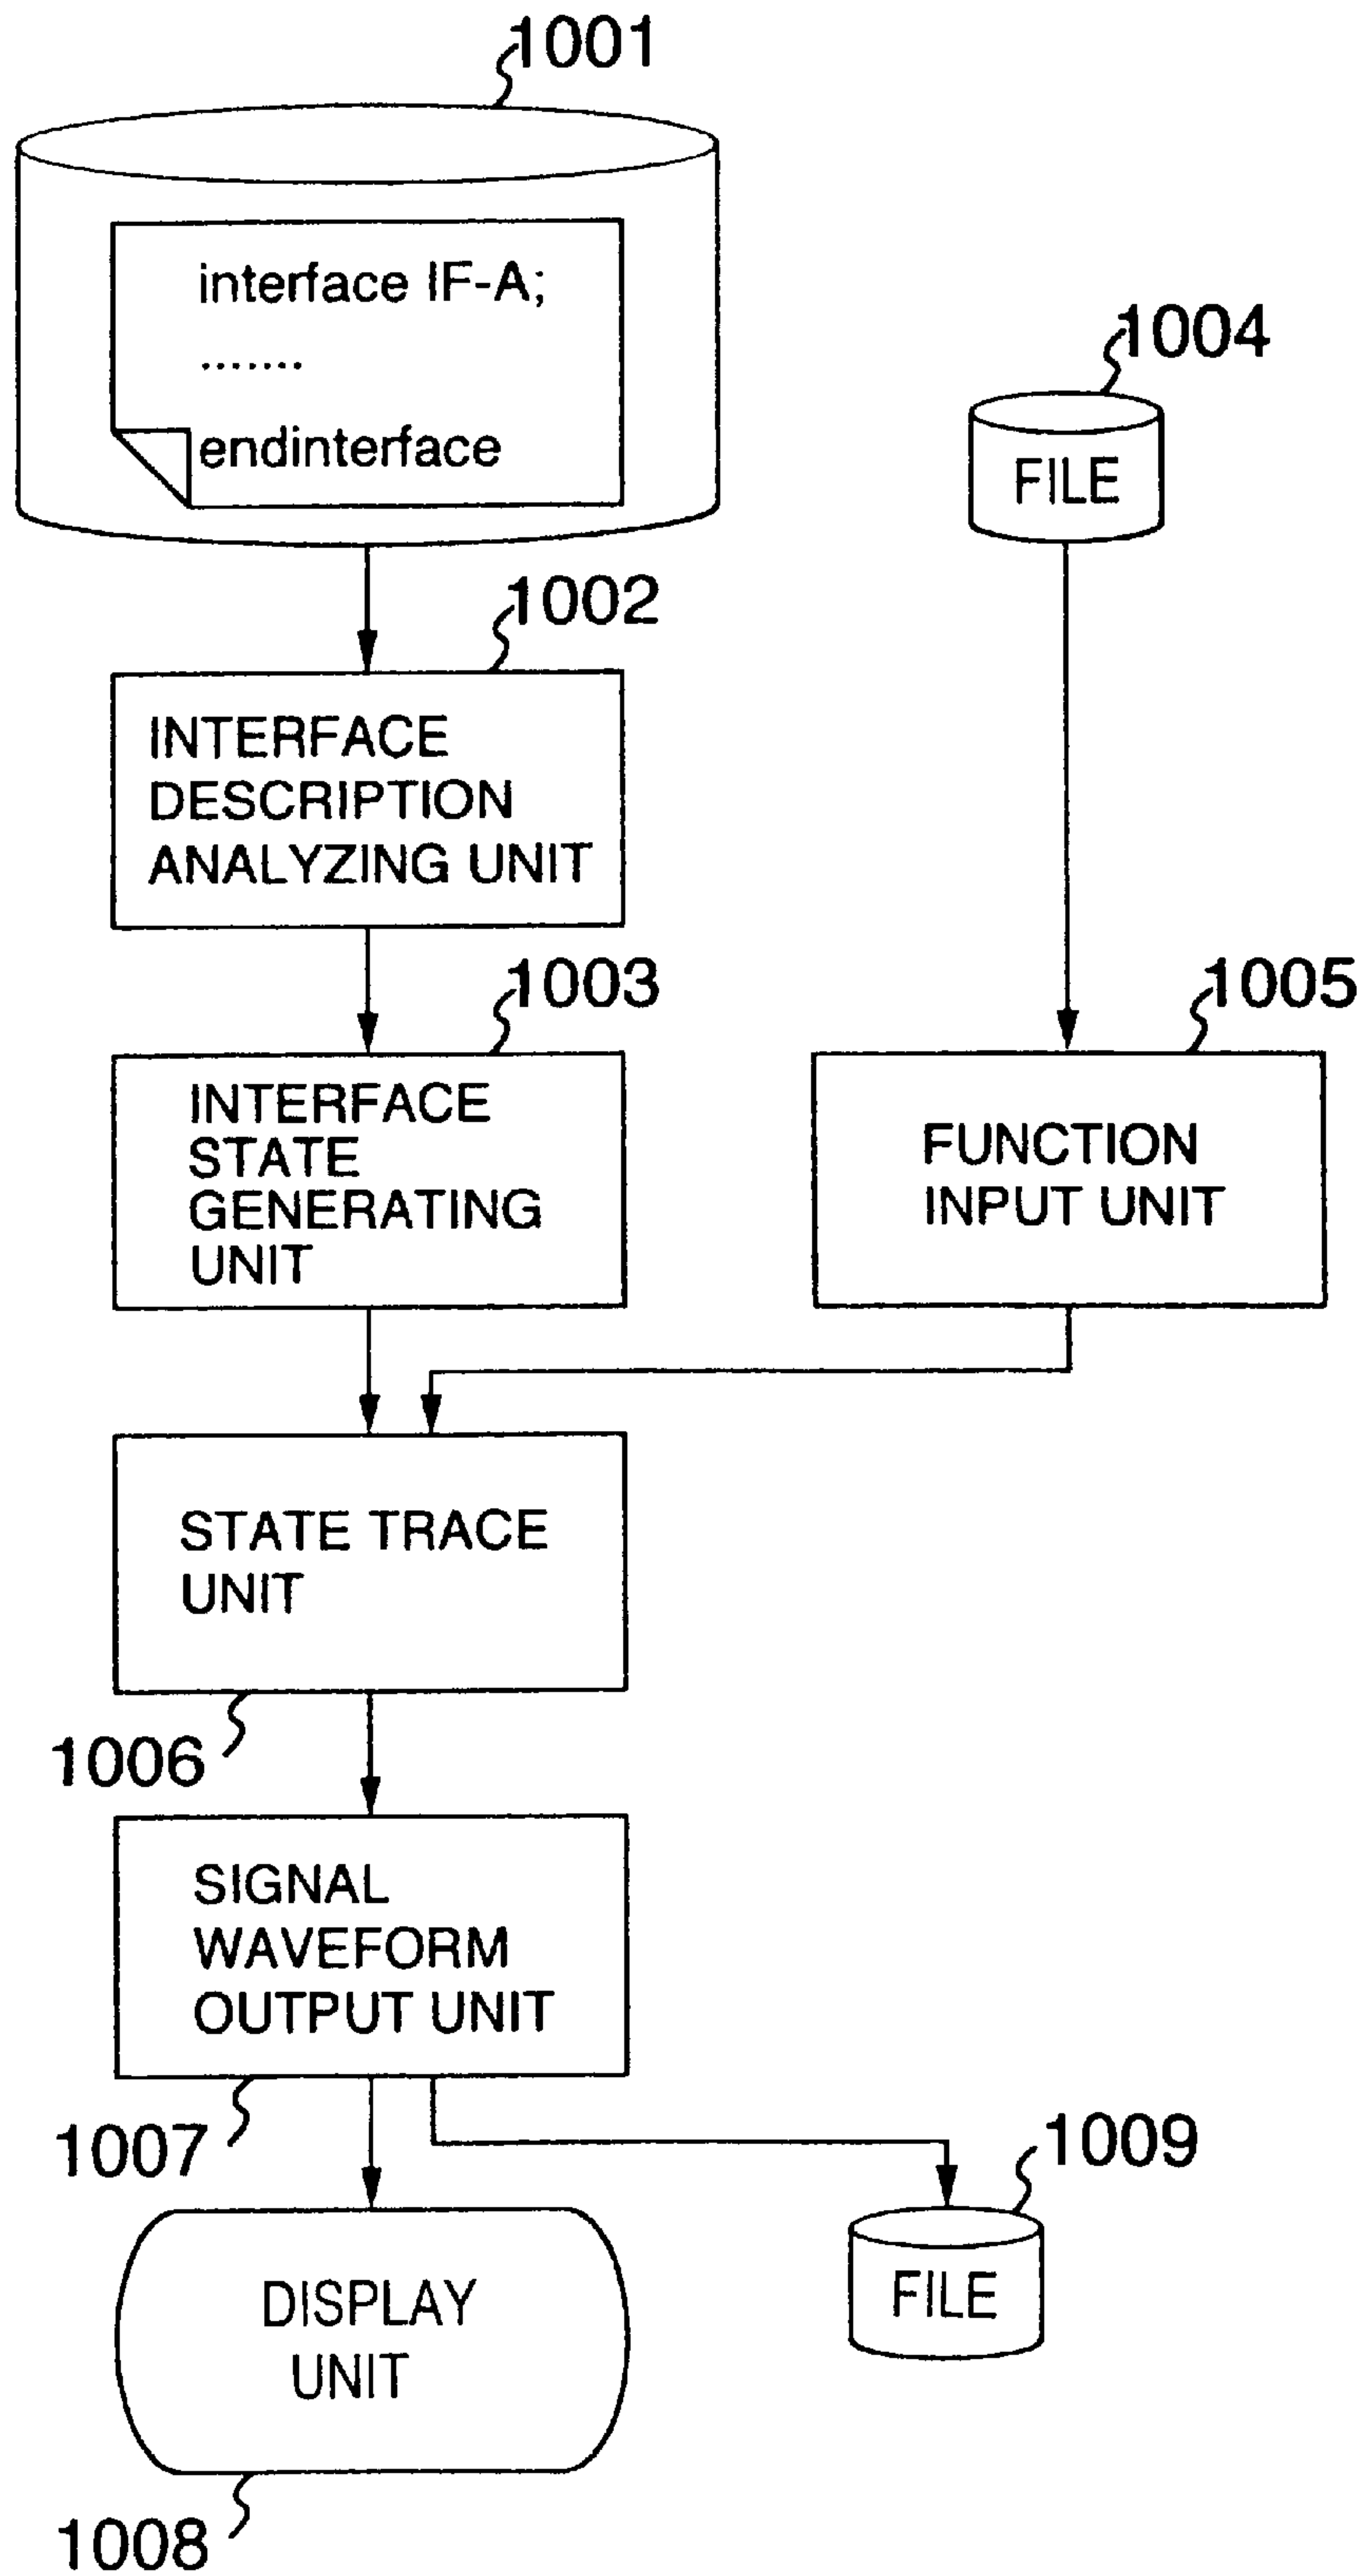 1001
interface IF-A;
.......
endinterface
1004
FILE
1002
INTERFACE
DESCRIPTION
ANALYZING UNIT
1003
INTERFACE
STATE
GENERATING
UNIT
1005
FUNCTION
INPUT UNIT
STATE TRACE
UNIT
1006
SIGNAL
WAVEFORM
OUTPUT UNIT
1007
1009
FILE
DISPLAY
UNIT
1008